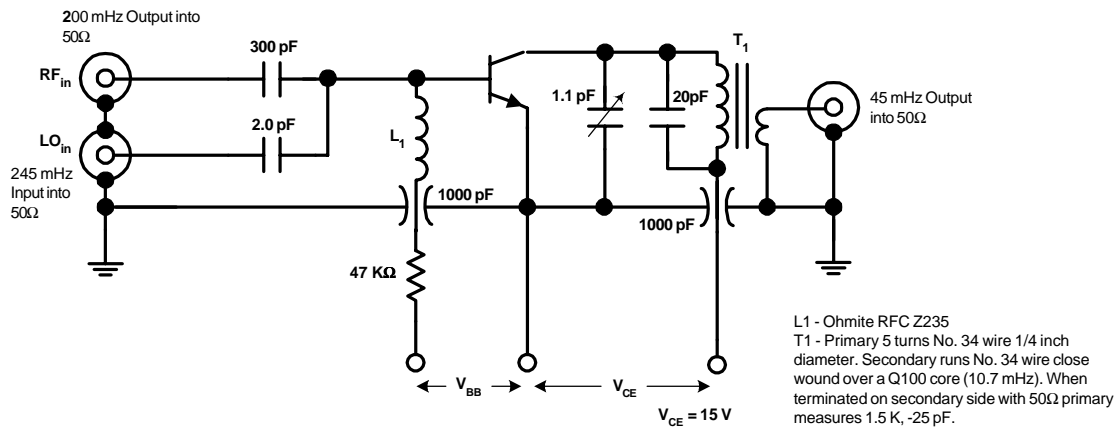 200 mHz Output into
50Ω
RF in
300 pF
LO in
2.0 pF
245 mHz
Input into
50Ω
L1
1000 pF
47 KΩ
1.1 pF
20pF
T1
45 mHz Output
into 50Ω
1000 pF
VBB
VCE
VCE = 15 V
L1 - Ohmite RFC Z235
T1 - Primary 5 turns No. 34 wire 1/4 inch
diameter. Secondary runs No. 34 wire close
wound over a Q100 core (10.7 mHz). When
terminated on secondary side with 50Ω primary
measures 1.5 K, -25 pF.